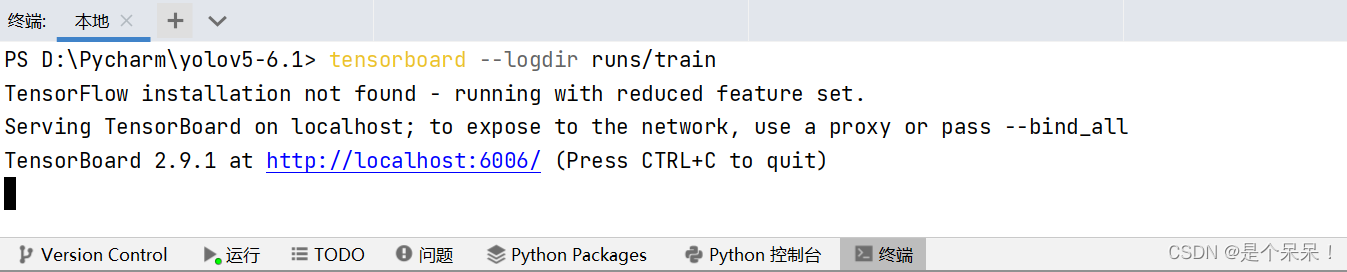 终端: 本地
PS D:\Pycharm\yolov5-6.1> tensorboard --logdir runs/train
TensorFlow installation not found - running with reduced feature set.
Serving TensorBoard on localhost; to expose to the network, use a proxy or pass --bind_all
TensorBoard 2.9.1 at http://localhost:6006/ (Press CTRL+C to quit)
Version Control 运行 TODO 问题 Python Packages Python 控制台 终端
CSDN @是个呆呆！